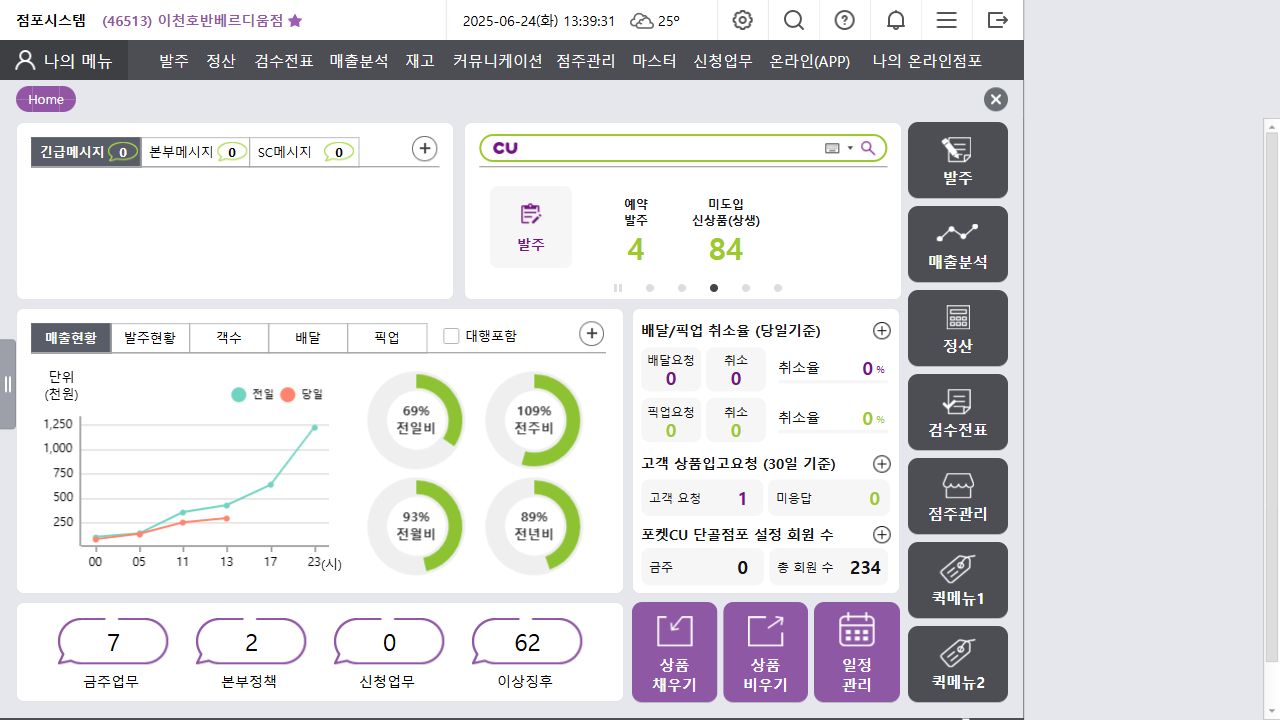 점포시스템 (46513) 이천호반베르디움점 2025-06-24(화) 13:39:31 25º
나의 메뉴 발주 정산 검수전표 매출분석 재고 커뮤니케이션 점주관리 마스터 신청업무 온라인(APP) 나의 온라인점포
Home
긴급메시지 0 본부메시지 0 SC메시지 0
CU
발주
예약
발주
4
미도입
신상품(상생)
84
매출현황 발주현황 객수 배달 픽업 대행포함
단위
(천원)
전일 당일
1,250
1,000
750
500
250
00 05 11 13 17 23(시)
69%
전일비
109%
전주비
93%
전월비
89%
전년비
배달/픽업 취소율 (당일기준)
배달요청
0
취소
0
취소율 0 %
픽업요청
0
취소
0
취소율 0 %
고객 상품입고요청 (30일 기준)
고객 요청 1 미응답 0
포켓CU 단골점포 설정 회원 수
금주 0 총 회원 수 234
7
금주업무
2
본부정책
0
신청업무
62
이상징후
상품
채우기
상품
비우기
일정
관리
발주
매출분석
정산
검수전표
점주관리
퀵메뉴1
퀵메뉴2